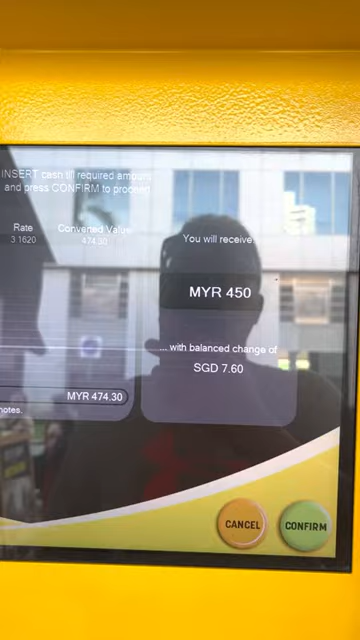 INSERT cash till required amount
and press CONFIRM to proceed
Rate
Converted Value
3.1620
474.30
You will receive
MYR 450
... with balanced change of
SGD 7.60
MYR 474.30
notes.
CANCEL
CONFIRM